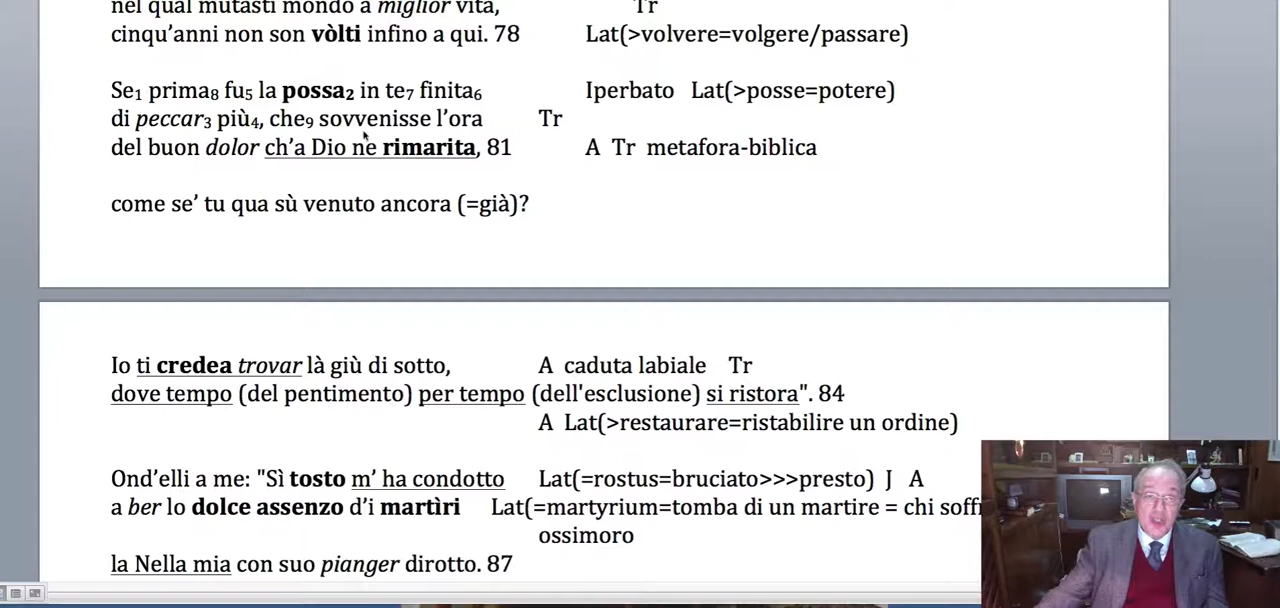 nel qual mutasti mondo a miglior vita, Tr
cinqu'anni non son vòlti infino a qui. 78 Lat(>volvere=volgere/passare)
Se₁ prima₈ fu₅ la possa₂ in te₇ finita₆ Iperbato Lat(>posse=potere)
di peccar₃ più₄, che₉ sovvenisse l'ora Tr
del buon dolor ch'a Dio ne rimarita, 81 A Tr metafora-biblica
come se' tu qua sù venuto ancora (=già)?
Io ti credea trovar là giù di sotto, A caduta labiale Tr
dove tempo (del pentimento) per tempo (dell'esclusione) si ristora". 84
A Lat(>restaurare=ristabilire un ordine)
Ond'elli a me: "Sì tosto m' ha condotto Lat(=rostus=bruciato>>>presto) J A
a ber lo dolce assenzo d'i martìri Lat(=martyrium=tomba di un martire = chi soff
ossimoro
la Nella mia con suo pianger dirotto. 87